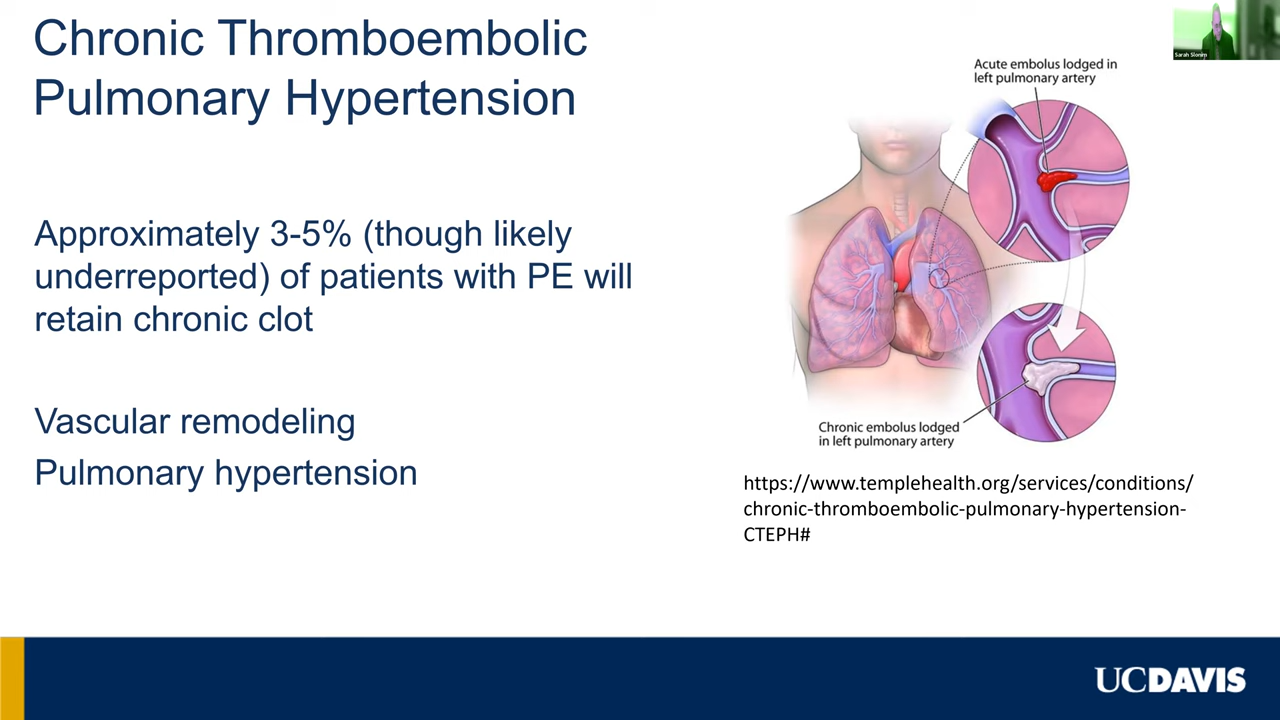 Chronic Thromboembolic
Pulmonary Hypertension
Approximately 3-5% (though likely
underreported) of patients with PE will
retain chronic clot
Vascular remodeling
Pulmonary hypertension
Sarah Slonim
Acute embolus lodged in
left pulmonary artery
Chronic embolus lodged
in left pulmonary artery
https://www.templehealth.org/services/conditions/
chronic-thromboembolic-pulmonary-hypertension-
CTEPH#
UCDAVIS